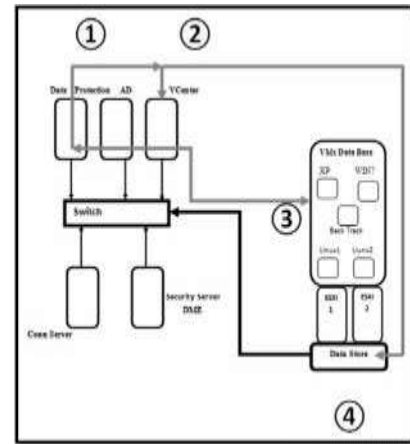 ① ②
Data Protection AD VCenter
VMs Data Base
XP WIN7
Back Track
Linux1 Linux2
③
Switch
ESXi ESXi
1 2
Security Server
DMZ
Conn Server
Data Store
④